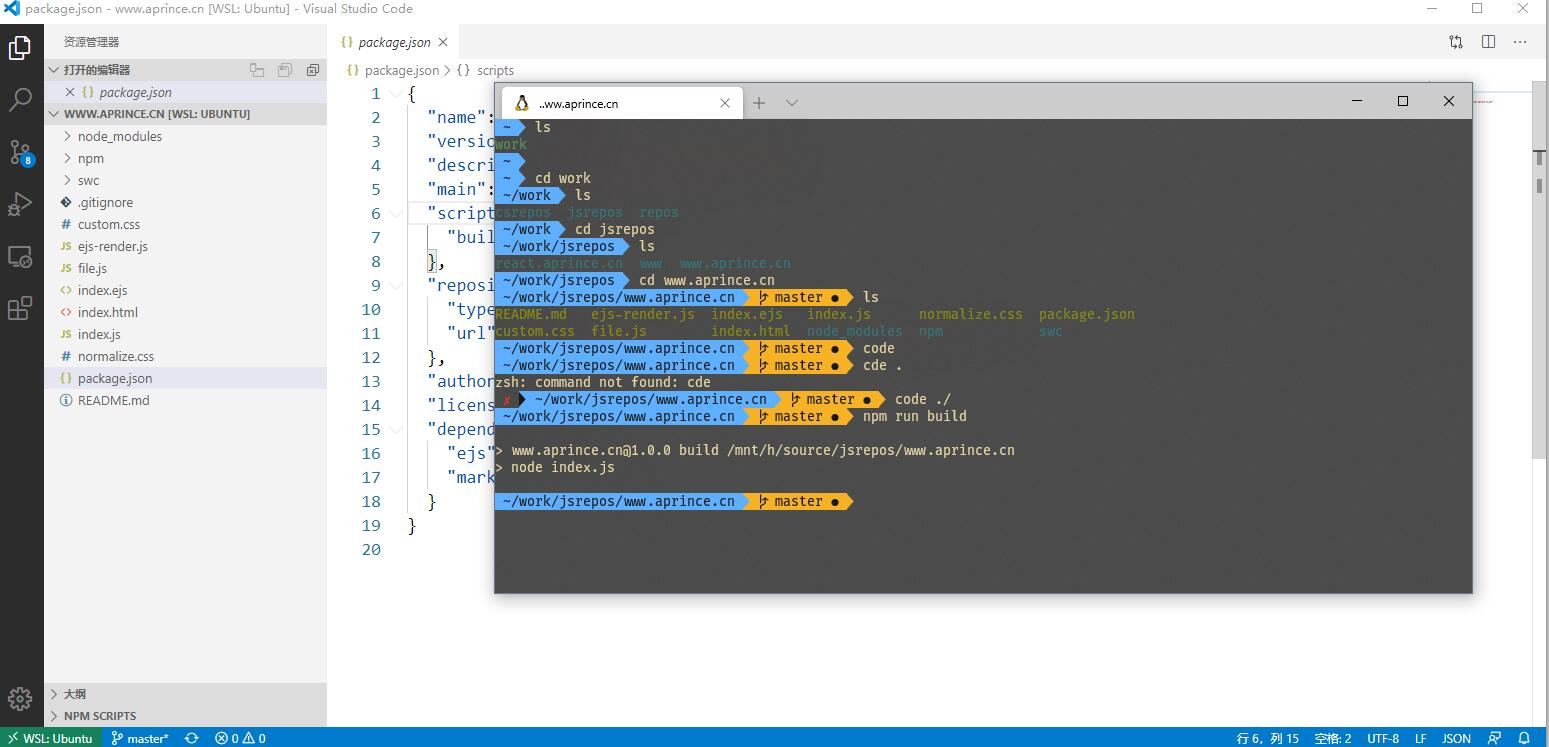 package.json - www.aprince.cn [WSL: Ubuntu] - Visual Studio Code
资源管理器
打开的编辑器
{} package.json
WWW.APRINCE.CN [WSL: UBUNTU]
node_modules
npm
swc
.gitignore
# custom.css
JS ejs-render.js
JS file.js
<> index.ejs
<> index.html
JS index.js
# normalize.css
{} package.json
README.md
大纲
NPM SCRIPTS
8
{} package.json
{} package.json > {} scripts
1 {
2 "name":
3 "versio
4 "descri
5 "main":
6 "script
7 "buil
8 },
9 "reposi
10 "type
11 "url"
12 },
13 "author
14 "licens
15 "depend
16 "ejs"
17 "mark
18 }
19 }
20
..ww.aprince.cn
~ ls
work
~
~ cd work
~/work ls
csrepos jsrepos repos
~/work cd jsrepos
~/work/jsrepos ls
react.aprince.cn www www.aprince.cn
~/work/jsrepos cd www.aprince.cn
~/work/jsrepos/www.aprince.cn master ● ls
README.md ejs-render.js index.ejs index.js normalize.css package.json
custom.css file.js index.html node_modules npm swc
~/work/jsrepos/www.aprince.cn master ● code
~/work/jsrepos/www.aprince.cn master ● cde .
zsh: command not found: cde
✗ ~/work/jsrepos/www.aprince.cn master ● code ./
~/work/jsrepos/www.aprince.cn master ● npm run build
> www.aprince.cn@1.0.0 build /mnt/h/source/jsrepos/www.aprince.cn
> node index.js
~/work/jsrepos/www.aprince.cn master ●
WSL: Ubuntu master* 0 0 行 6，列 15 空格: 2 UTF-8 LF JSON